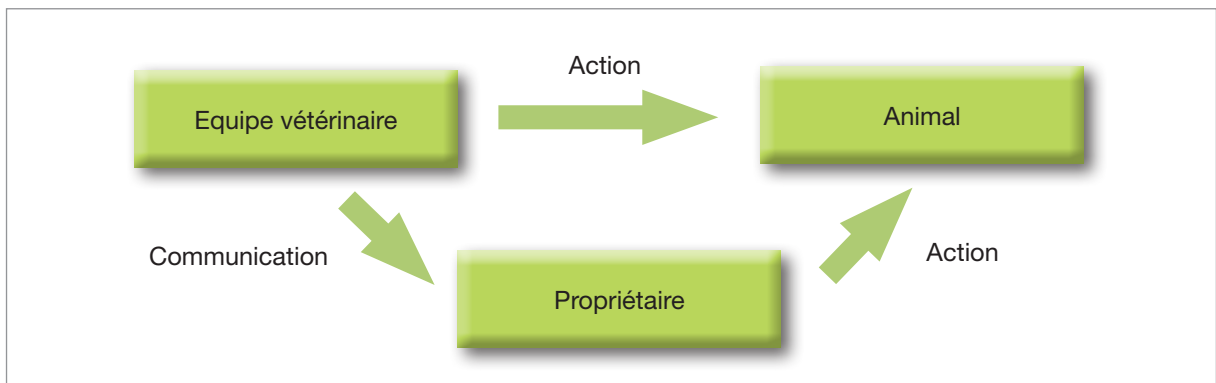 Action
Equipe vétérinaire
Animal
Communication
Action
Propriétaire